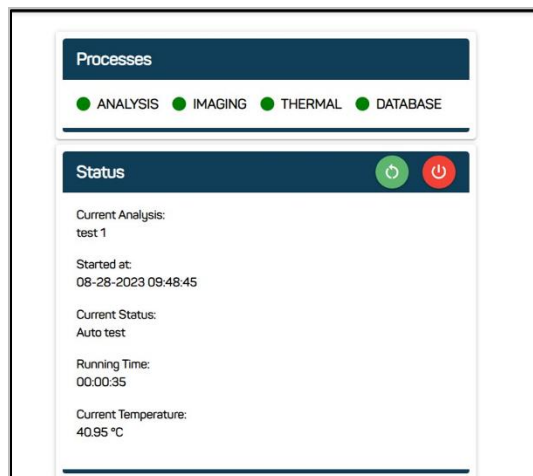 Processes
ANALYSIS IMAGING THERMAL DATABASE
Status
Current Analysis:
test 1
Started at:
08-28-2023 09:48:45
Current Status:
Auto test
Running Time:
00:00:35
Current Temperature:
40.95 °C